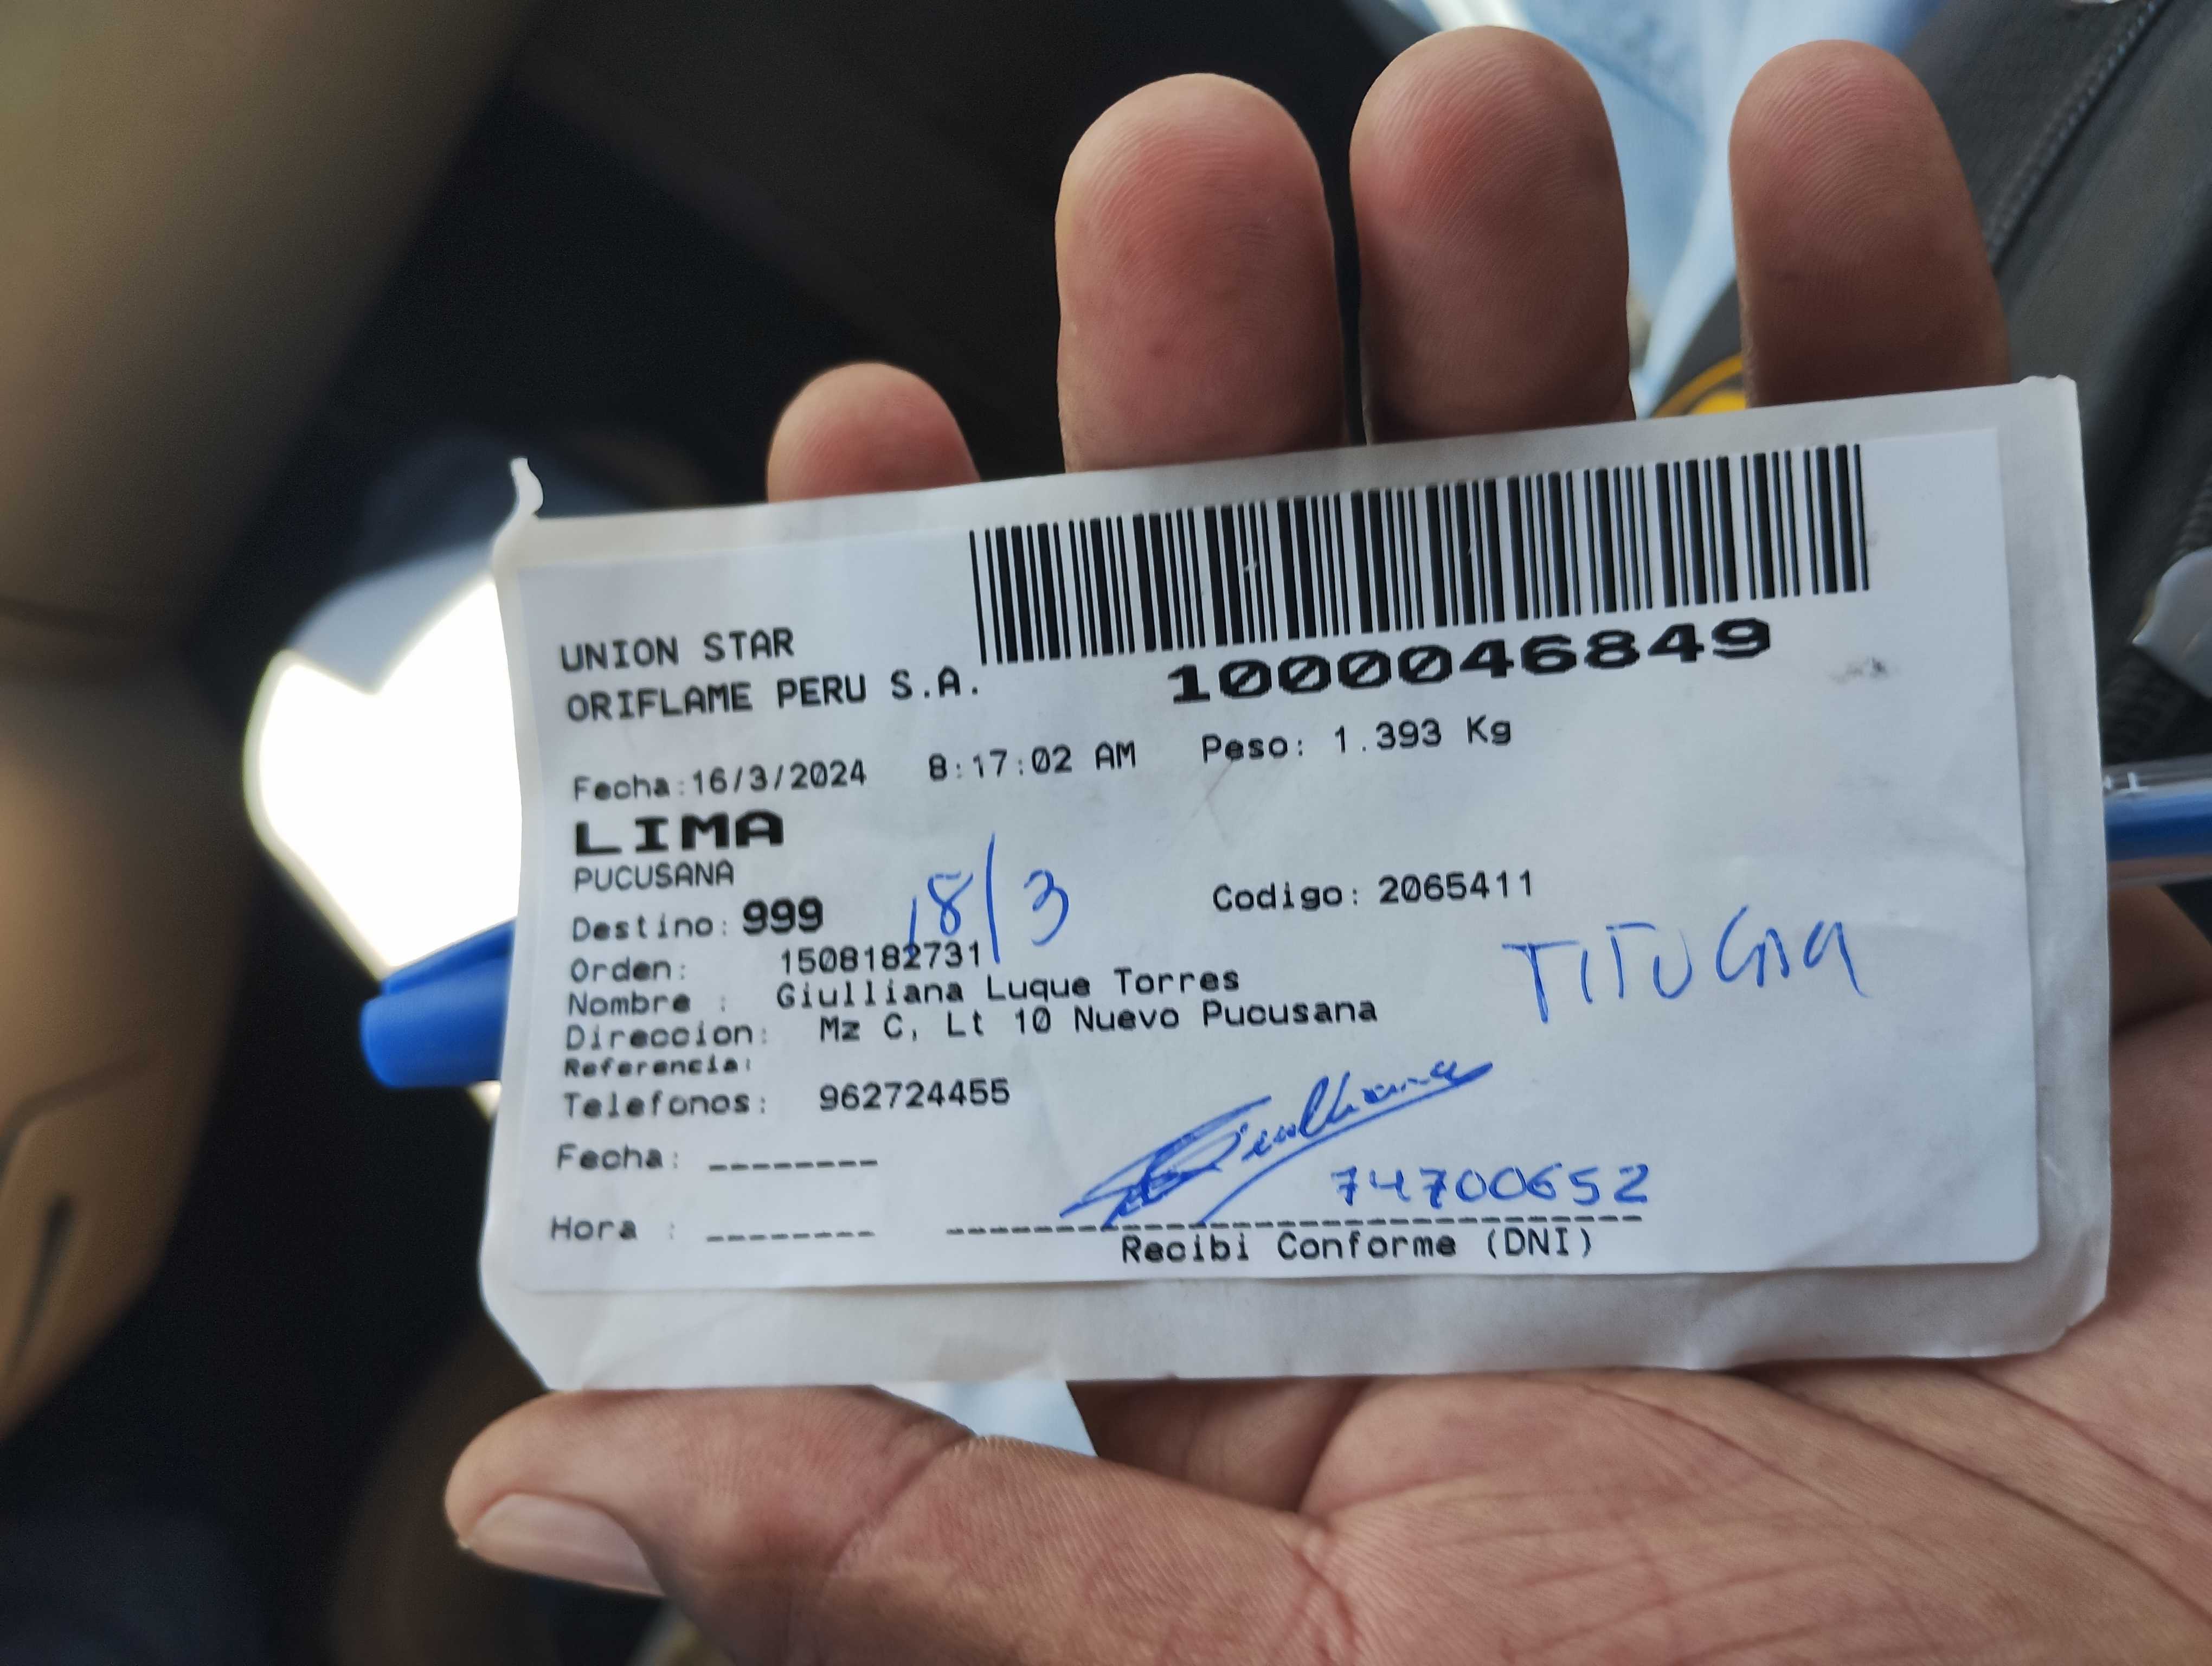 UNION STAR
ORIFLAME PERU S.A.
1000046849
Fecha:16/3/2024 8:17:02 AM Peso: 1.393 Kg
LIMA
PUCUSANA
Destino: 999 18/3 Codigo: 2065411
Orden: 1508182731
TITULAR
Nombre : Giulliana Luque Torres
Direccion: Mz C, Lt 10 Nuevo Pucusana
Referencia:
Telefonos: 962724455
Giulliana
Fecha: --------
74700652
Hora : --------
Recibi Conforme (DNI)